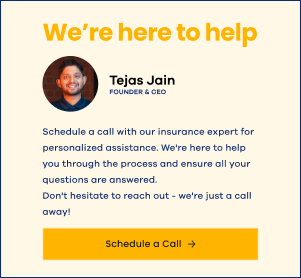 We're here to help
Tejas Jain
FOUNDER & CEO
Schedule a call with our insurance expert for
personalized assistance. We're here to help
you through the process and ensure all your
questions are answered.
Don't hesitate to reach out - we're just a call
away!
Schedule a Call →